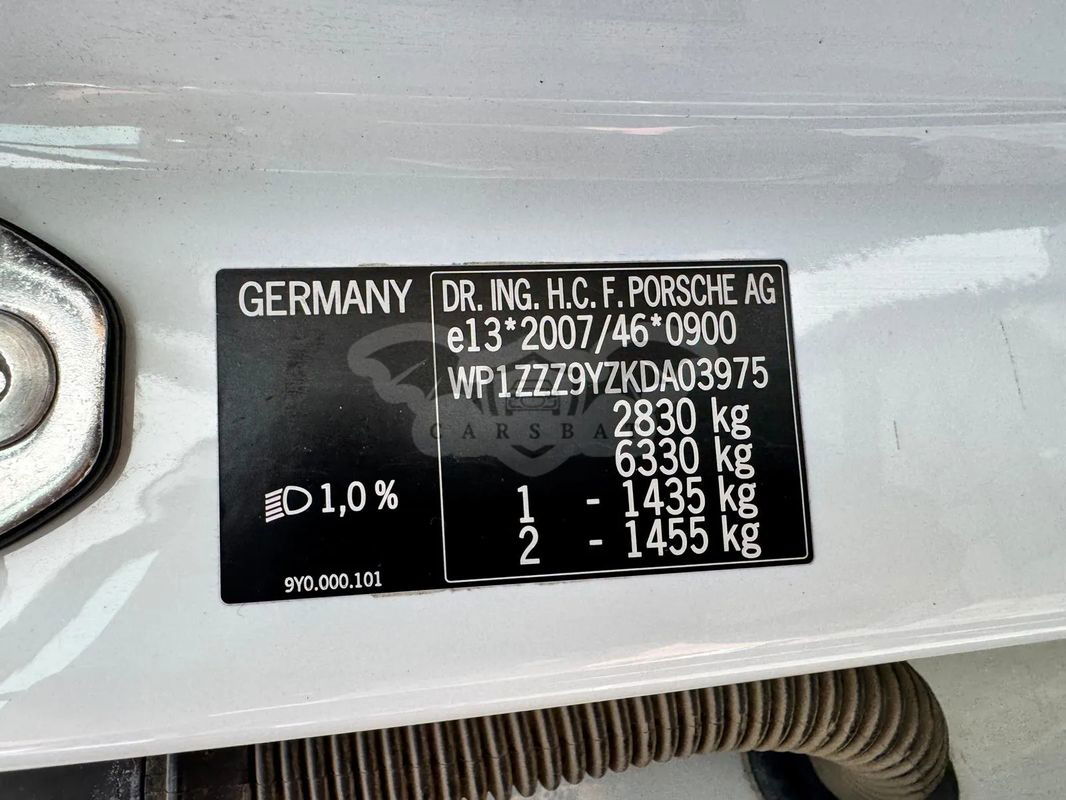 GERMANY
DR. ING. H.C. F. PORSCHE AG
e13*2007/46*0900
WP1ZZZ9YZKDA03975
2830 kg
6330 kg
1 - 1435 kg
2 - 1455 kg
1,0 %
9Y0.000.101
CARSBA